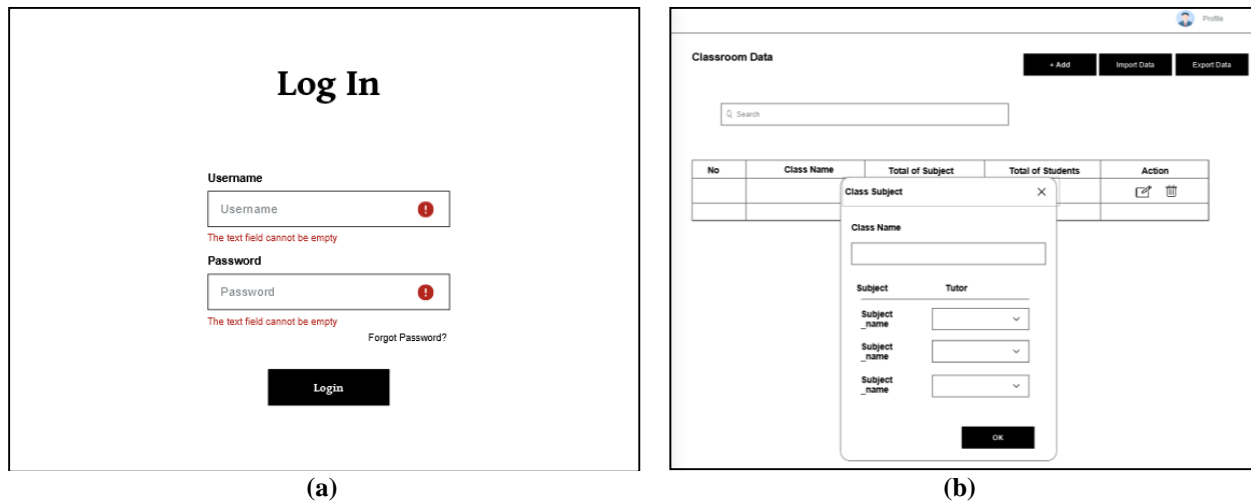 Log In
Username
Username
The text field cannot be empty
Password
Password
The text field cannot be empty
Forgot Password?
Login
(a)
Profile
Classroom Data
+ Add
Import Data
Export Data
Search
No Class Name Total of Subject Total of Students Action
Class Subject
Class Name
Subject Tutor
Subject
_name
Subject
_name
Subject
_name
OK
(b)